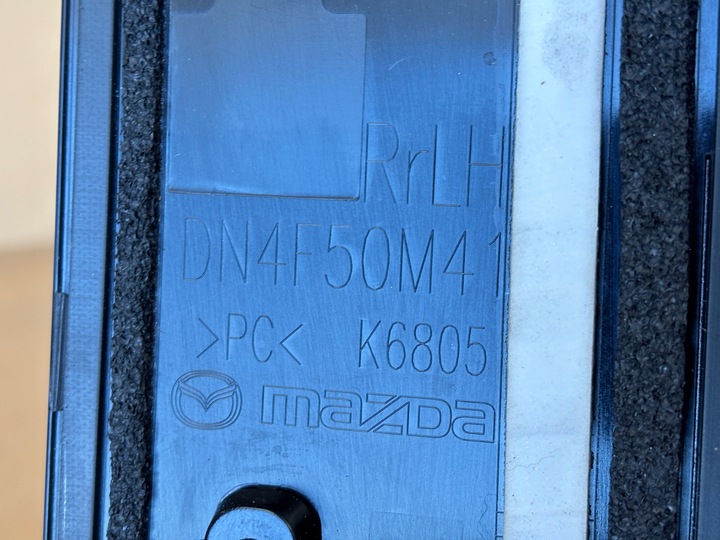 RrLH
DN4F50M41
>PC< K6805
mazda